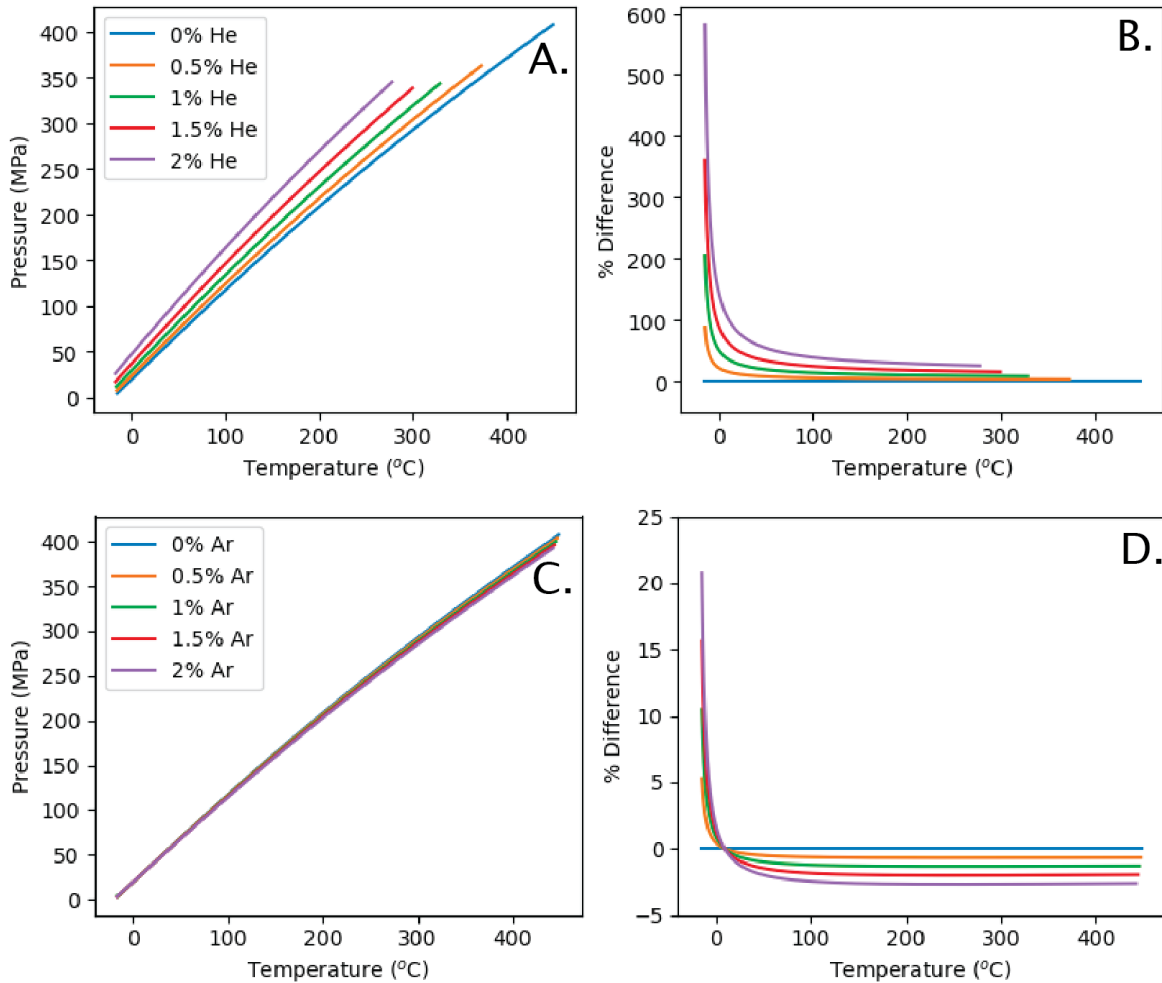 A.
0% He
0.5% He
1% He
1.5% He
2% He
Pressure (MPa)
400
350
300
250
200
150
100
50
0
0 100 200 300 400
Temperature (°C)
B.
% Difference
600
500
400
300
200
100
0
0 100 200 300 400
Temperature (°C)
C.
0% Ar
0.5% Ar
1% Ar
1.5% Ar
2% Ar
Pressure (MPa)
400
350
300
250
200
150
100
50
0
0 100 200 300 400
Temperature (°C)
D.
% Difference
25
20
15
10
5
0
−5
0 100 200 300 400
Temperature (°C)